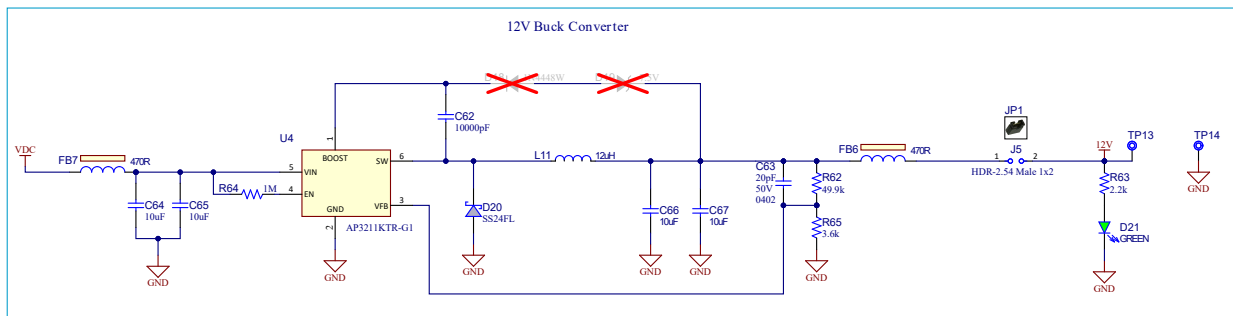 12V Buck Converter
VDC
FB7
470R
C64
10uF
C65
10uF
R64
1M
U4
1
BOOST
5
VIN
4
EN
GND
2
SW
6
VFB
3
AP3211KTR-G1
GND
GND
C62
10000pF
D20
SS24FL
GND
L11
12uH
C66
10uF
GND
C67
10uF
GND
C63
20pF
50V
0402
R62
49.9k
R65
3.6k
GND
FB6
470R
JP1
J5
1
2
HDR-2.54 Male 1x2
12V
TP13
R63
2.2k
D21
GREEN
GND
TP14
GND